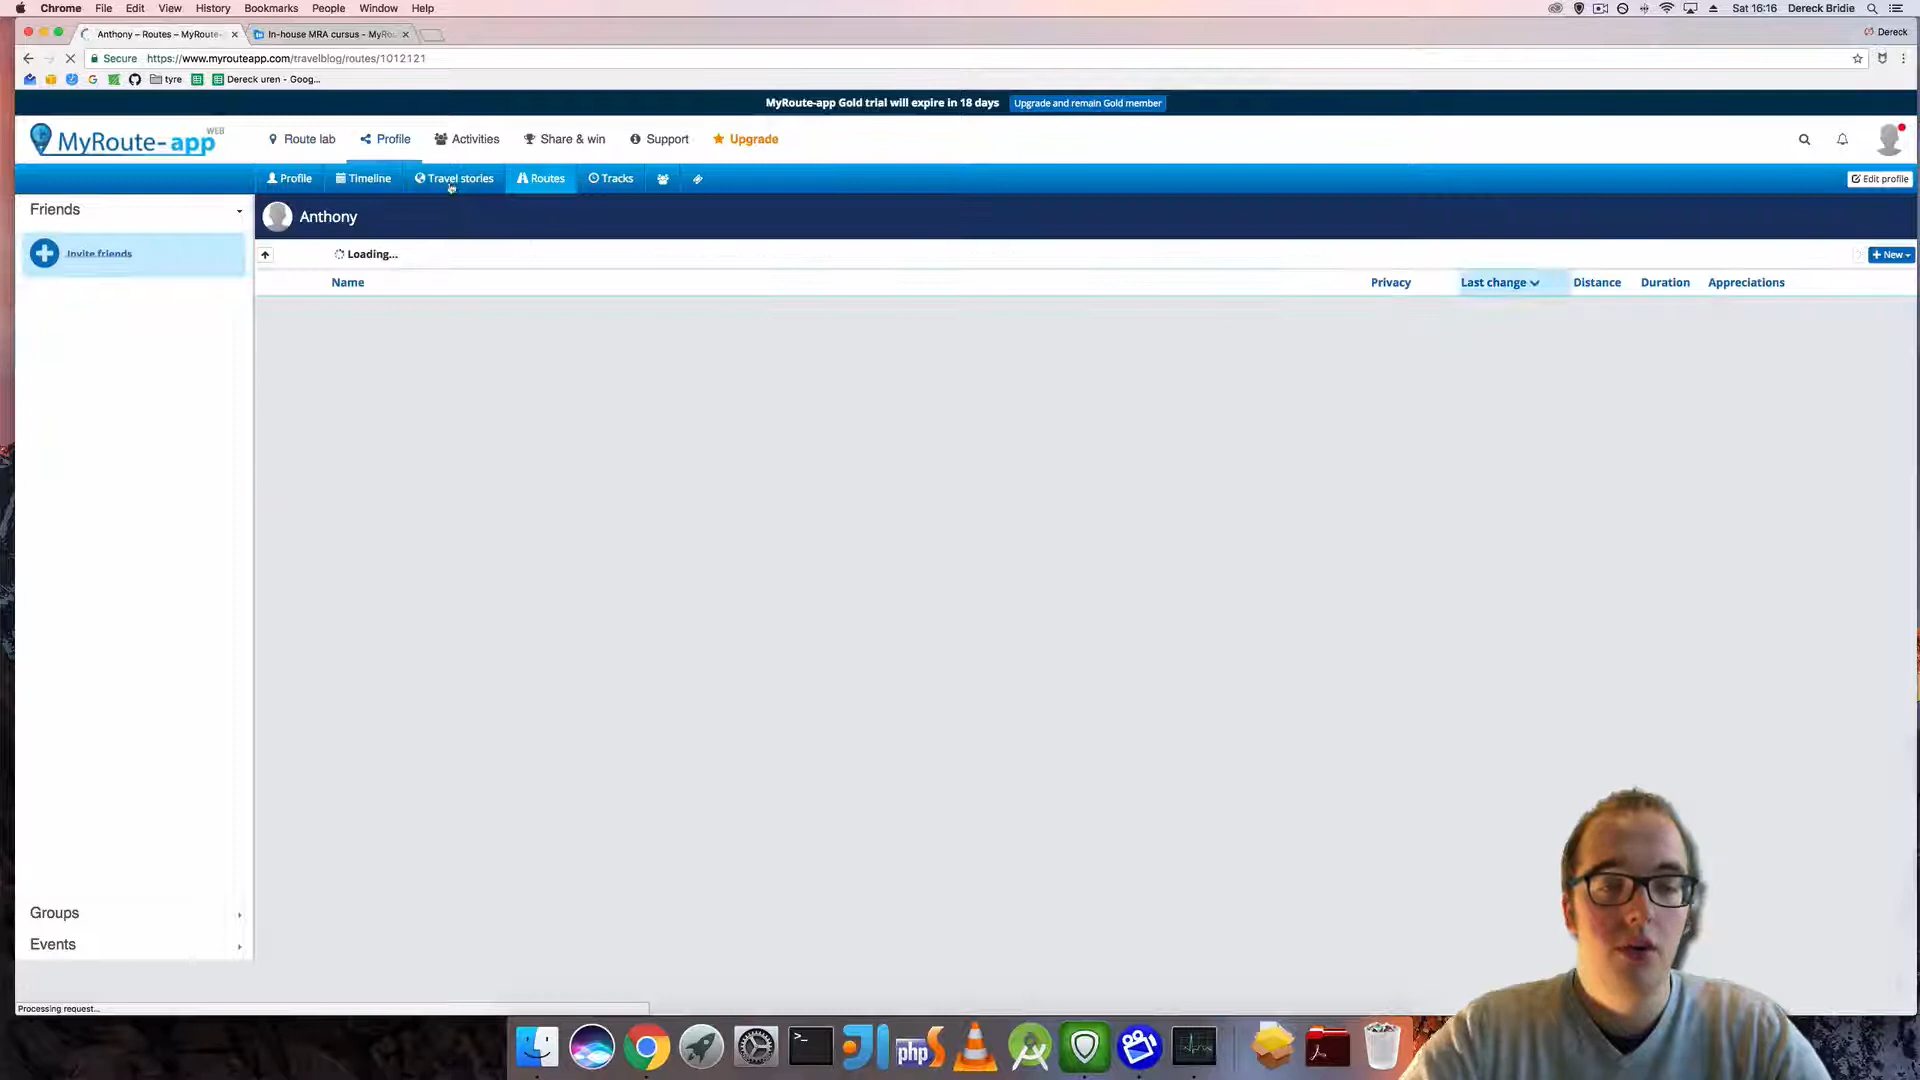 Chrome File Edit View History Bookmarks People Window Help Sat 16:16 Dereck Bridie
Anthony – Routes – MyRoute- In-house MRA cursus - MyRo Dereck
Secure https://www.myrouteapp.com/travelblog/routes/1012121
tyre Dereck uren - Goog...
MyRoute-app Gold trial will expire in 18 days Upgrade and remain Gold member
MyRoute-app WEB Route lab Profile Activities Share & win Support Upgrade
Profile Timeline Travel stories Routes Tracks Edit profile
Friends
Anthony
Invite friends
Loading... New
Name Privacy Last change Distance Duration Appreciations
Groups
Events
Processing request...
php